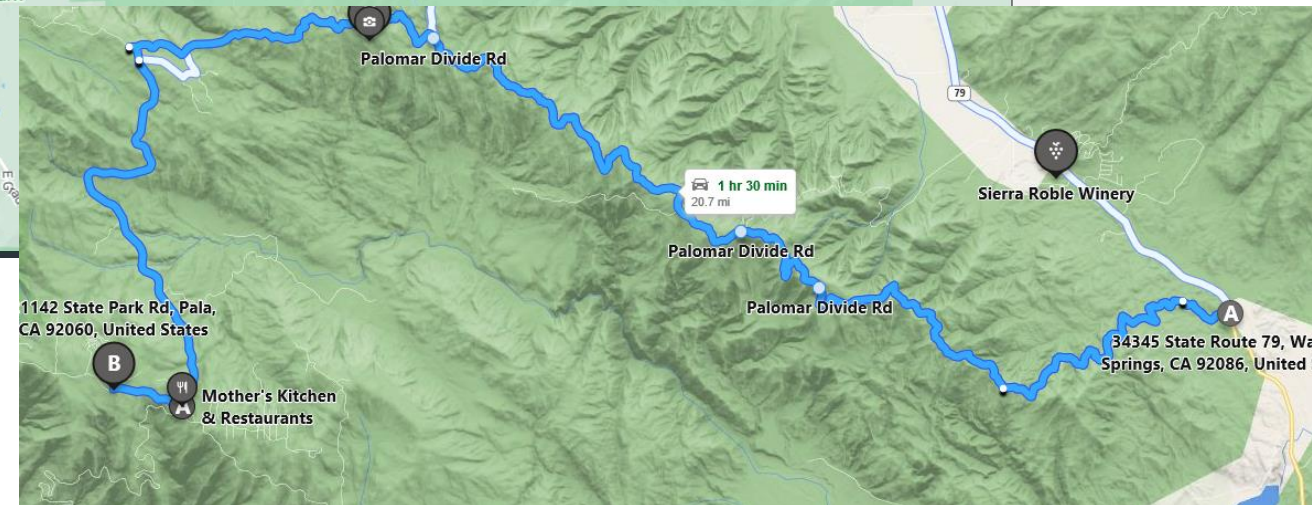 Palomar Divide Rd
79
E Gra
1 hr 30 min
20.7 mi
Sierra Roble Winery
Palomar Divide Rd
Palomar Divide Rd
1142 State Park Rd, Pala,
CA 92060, United States
B
A
34345 State Route 79, Wa
Springs, CA 92086, United
Mother's Kitchen
& Restaurants
A